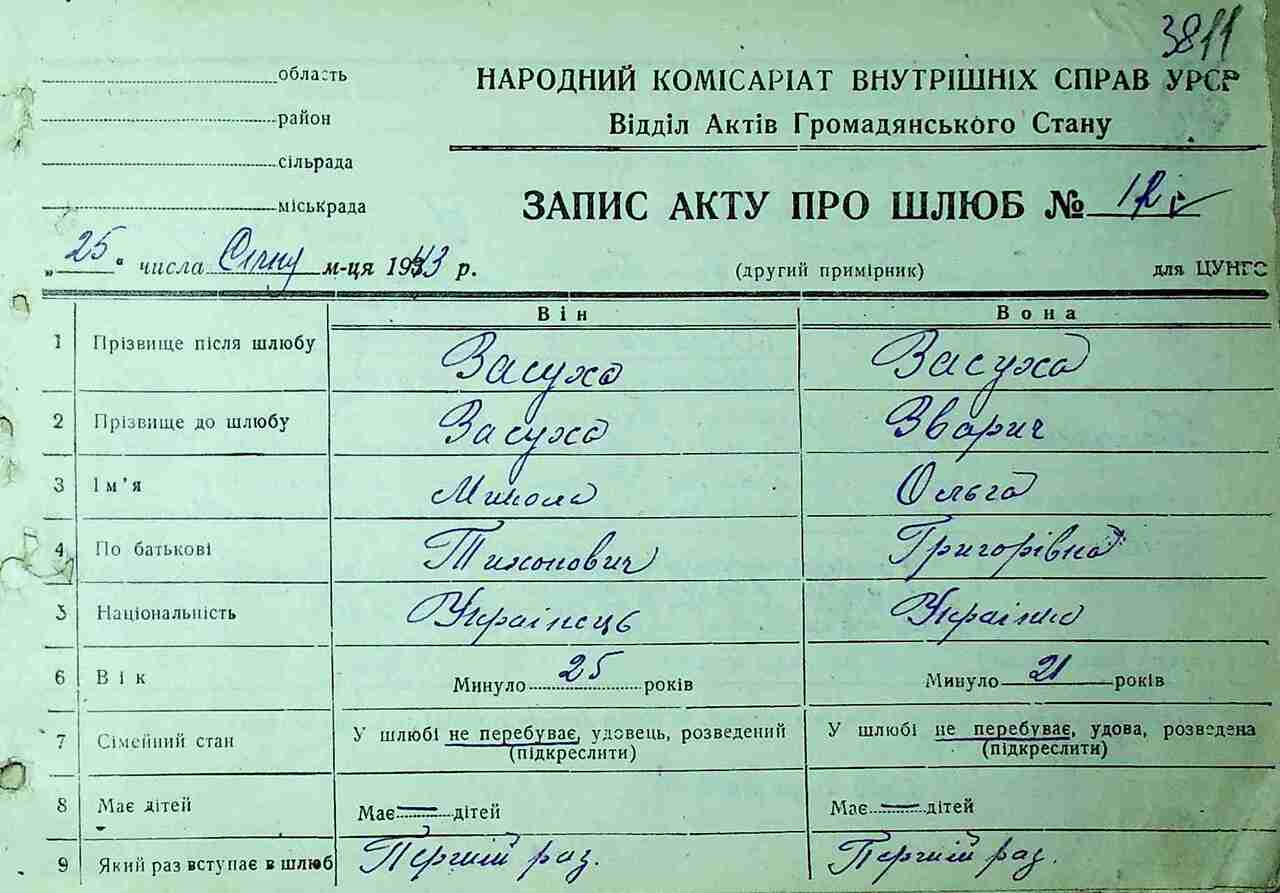 3811
область
район
сільрада
міськрада
НАРОДНИЙ КОМІСАРІАТ ВНУТРІШНІХ СПРАВ УРСР
Відділ Актів Громадянського Стану
ЗАПИС АКТУ ПРО ШЛЮБ №
„25“ числа Січну м-ця 1943 р.
(другий примірник)
для ЦУНГО
Він Вона
1 Прізвище після шлюбу Засуха Засуха
2 Прізвище до шлюбу Засуха Зварич
3 Ім'я Микола Ольга
4 По батькові Тихонович Григорівна
5 Національність Українець Українка
6 Вік Минуло 25 років Минуло 21 років
7 Сімейний стан У шлюбі не перебуває, удовець, розведений У шлюбі не перебуває, удова, розведена
(підкреслити) (підкреслити)
8 Має дітей Має — дітей Має — дітей
9 Який раз вступає в шлюб Перший раз. Перший раз.